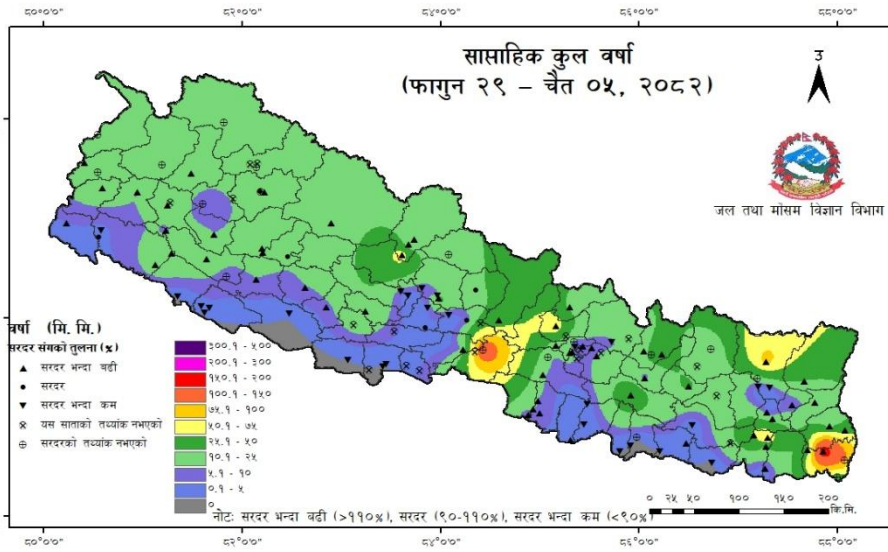 ८०°०'०" ८२°०'०" ८४°०'०" ८६°०'०" ८८°०'०"
साप्ताहिक कुल वर्षा
(फागुन २९ – चैत ०५, २०८२)
उ
जल तथा मौसम विज्ञान विभाग
वर्षा (मि.मि.)
सरदर संगको तुलना (%)
सरदर भन्दा बढी
सरदर
सरदर भन्दा कम
यस साताको तथ्यांक नभएको
सरदरको तथ्यांक नभएको
३००.१ - ५००
२००.१ - ३००
१५०.१ - २००
१००.१ - १५०
७५.१ - १००
५०.१ - ७५
२५.१ - ५०
१०.१ - २५
५.१ - १०
०.१ - ५
०
० २५ ५० १०० १५० २००
कि.मि.
नोटः सरदर भन्दा बढी (>११०%), सरदर (९०-११०%), सरदर भन्दा कम (<९०%)
८०°०'०" ८२°०'०" ८४°०'०" ८६°०'०" ८८°०'०"